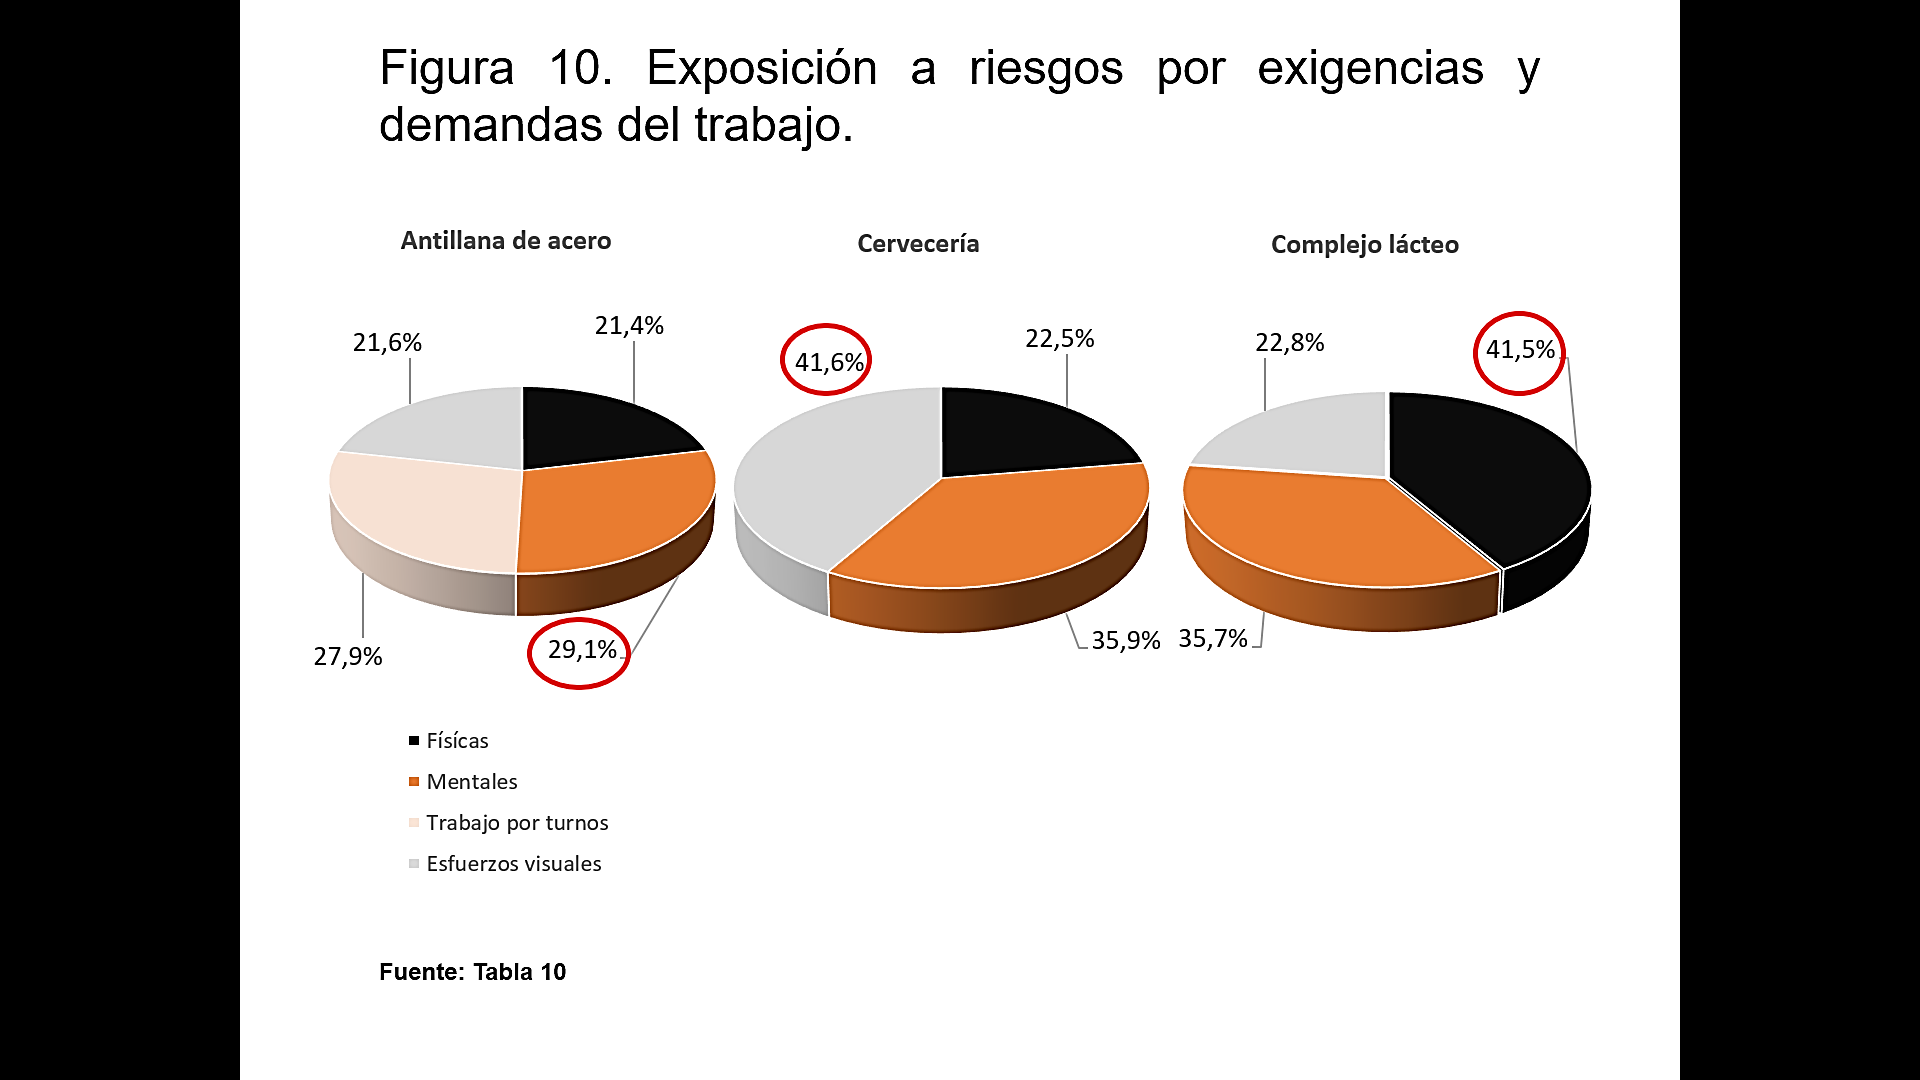 Figura 10. Exposición a riesgos por exigencias y
demandas del trabajo.
Antillana de acero
21,6%
21,4%
27,9%
29,1%
Cervecería
41,6%
22,5%
35,9%
Complejo lácteo
22,8%
41,5%
35,7%
Físícas
Mentales
Trabajo por turnos
Esfuerzos visuales
Fuente: Tabla 10